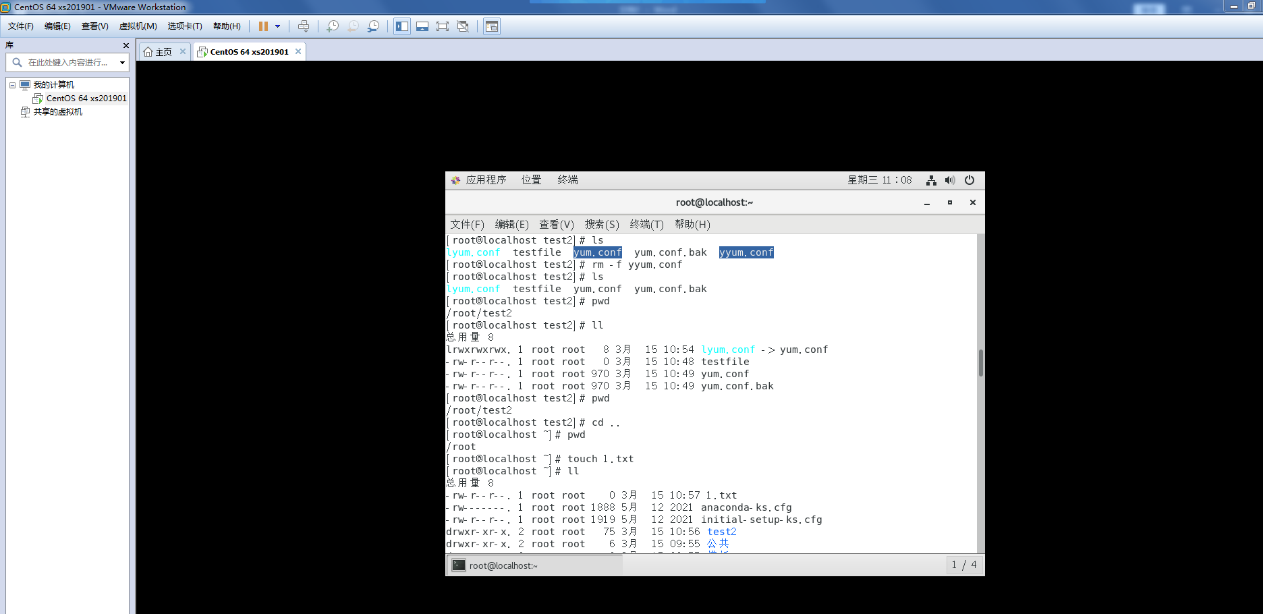 CentOS 64 xs201901 - VMware Workstation
文件(F) 编辑(E) 查看(V) 虚拟机(M) 选项卡(T) 帮助(H)
库
在此处键入内容进行...
我的计算机
CentOS 64 xs201901
共享的虚拟机
主页 CentOS 64 xs201901
应用程序 位置 终端 星期三 11：08
root@localhost:~
文件(F) 编辑(E) 查看(V) 搜索(S) 终端(T) 帮助(H)
[root@localhost test2]# ls
lyum.conf testfile yum.conf yum.conf.bak yyum.conf
[root@localhost test2]# rm -f yyum.conf
[root@localhost test2]# ls
lyum.conf testfile yum.conf yum.conf.bak
[root@localhost test2]# pwd
/root/test2
[root@localhost test2]# ll
总用量 8
lrwxrwxrwx. 1 root root 8 3月 15 10:54 lyum.conf -> yum.conf
-rw-r--r--. 1 root root 0 3月 15 10:48 testfile
-rw-r--r--. 1 root root 970 3月 15 10:49 yum.conf
-rw-r--r--. 1 root root 970 3月 15 10:49 yum.conf.bak
[root@localhost test2]# pwd
/root/test2
[root@localhost test2]# cd ..
[root@localhost ~]# pwd
/root
[root@localhost ~]# touch 1.txt
[root@localhost ~]# ll
总用量 8
-rw-r--r--. 1 root root 0 3月 15 10:57 1.txt
-rw-------. 1 root root 1888 5月 12 2021 anaconda-ks.cfg
-rw-r--r--. 1 root root 1919 5月 12 2021 initial-setup-ks.cfg
drwxr-xr-x. 2 root root 75 3月 15 10:56 test2
drwxr-xr-x. 2 root root 6 3月 15 09:55 公共
root@localhost:~ 1 / 4